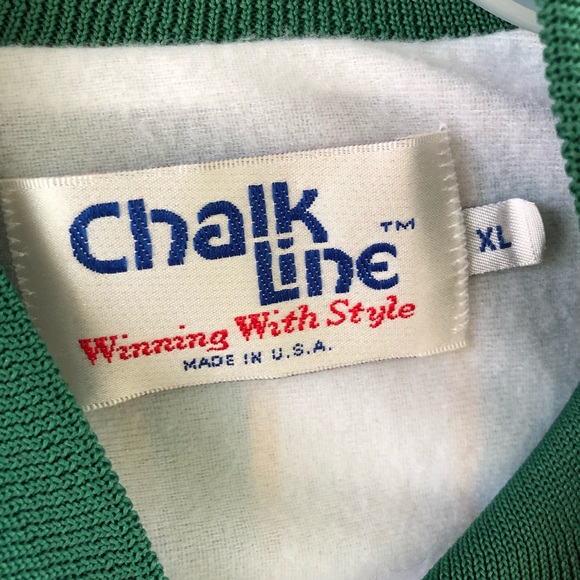 Chalk
Line™
Winning With Style
MADE IN U.S.A.
XL